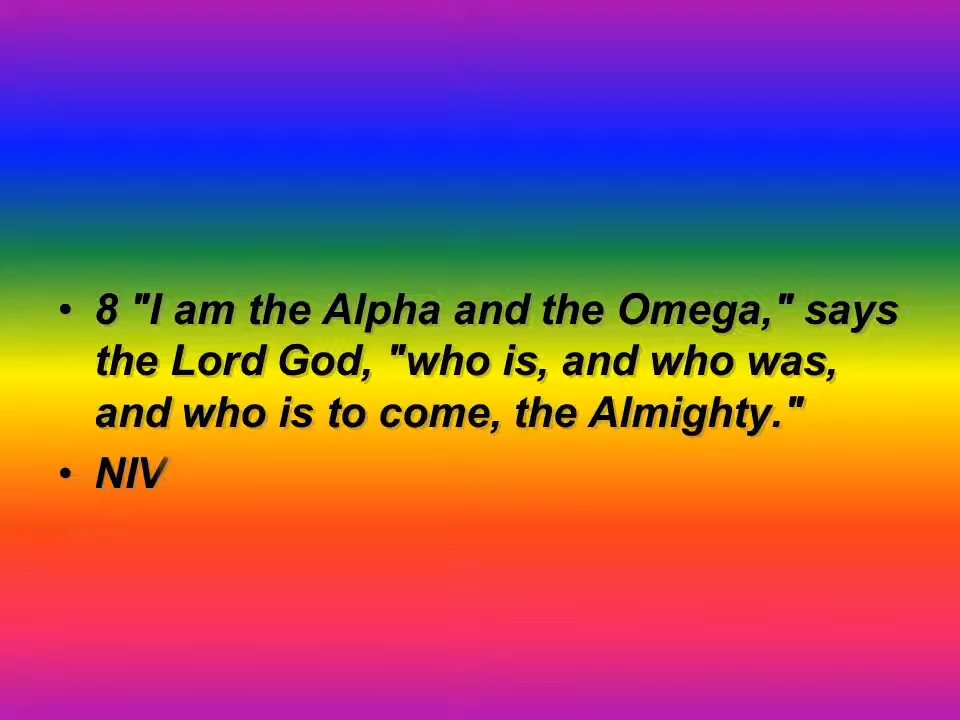 • 8 "I am the Alpha and the Omega," says
the Lord God, "who is, and who was,
and who is to come, the Almighty."
• NIV